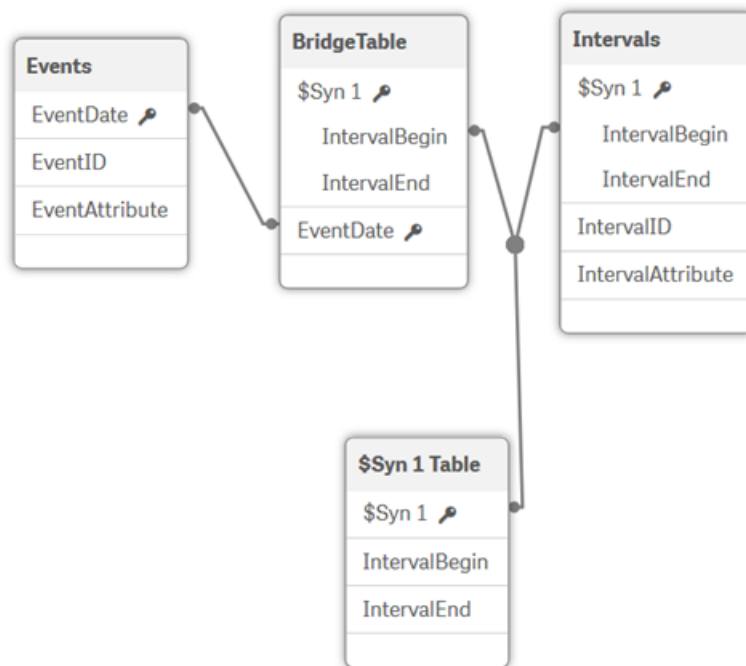 Events
EventDate
EventID
EventAttribute
BridgeTable
$Syn 1
IntervalBegin
IntervalEnd
EventDate
Intervals
$Syn 1
IntervalBegin
IntervalEnd
IntervalID
IntervalAttribute
$Syn 1 Table
$Syn 1
IntervalBegin
IntervalEnd